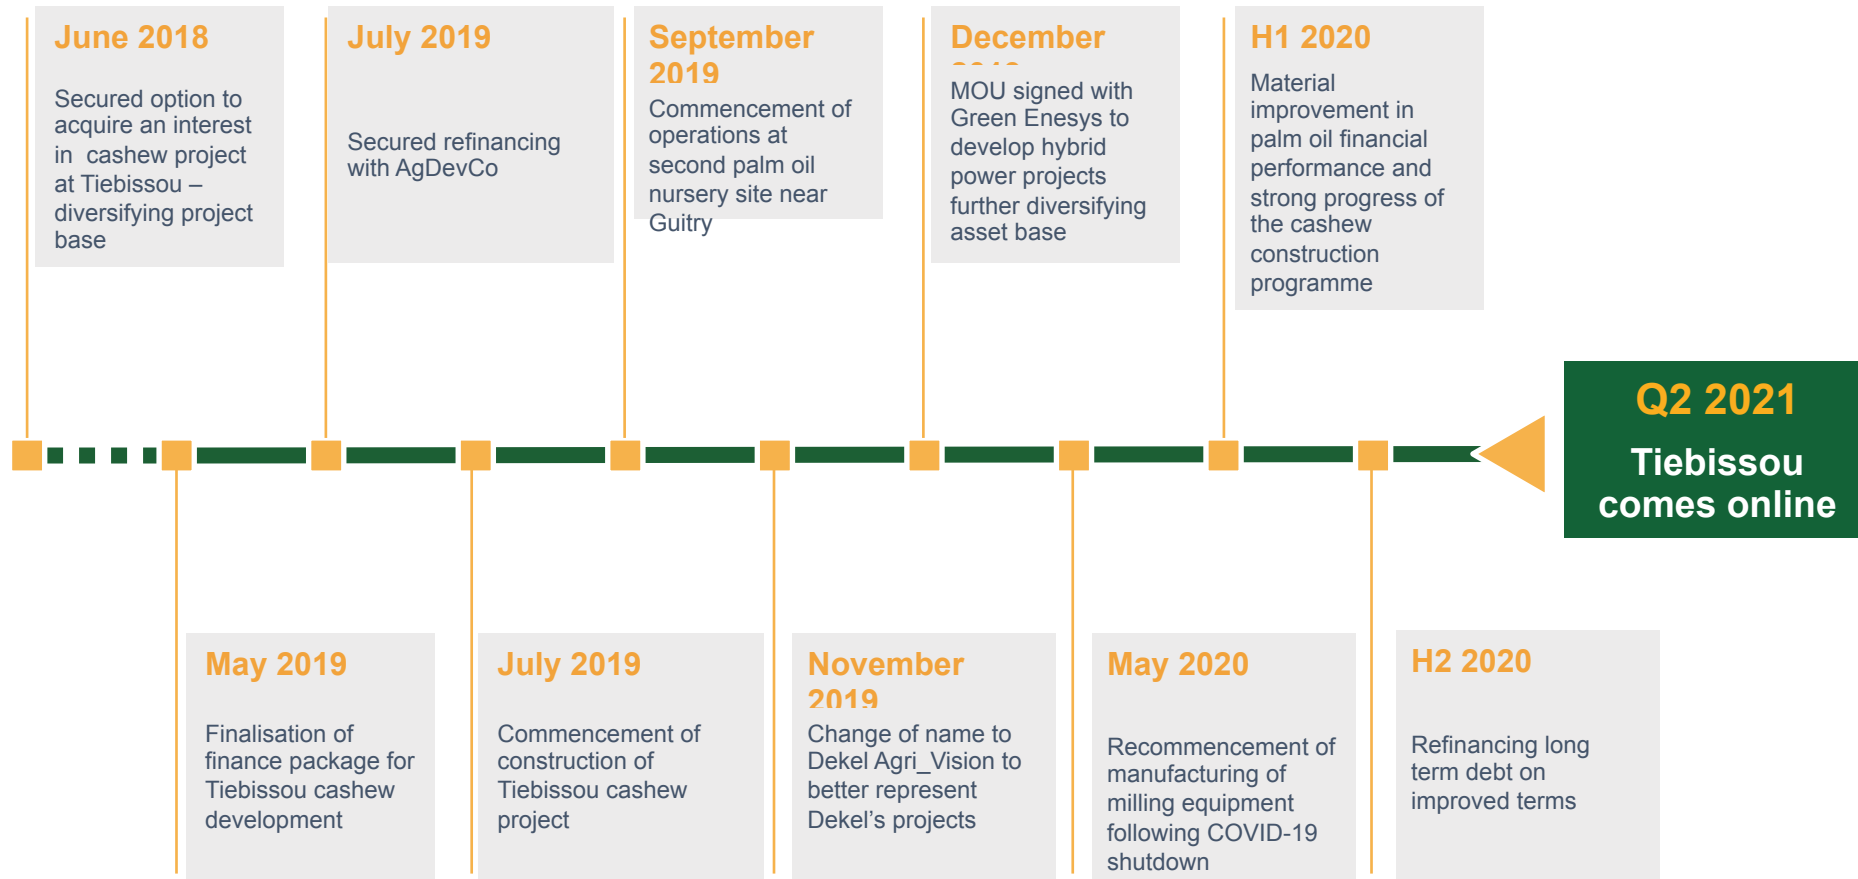 June 2018
Secured option to
acquire an interest
in cashew project
at Tiebissou –
diversifying project
base
July 2019
Secured refinancing
with AgDevCo
September
2019
Commencement of
operations at
second palm oil
nursery site near
Guitry
December
MOU signed with
Green Enesys to
develop hybrid
power projects
further diversifying
asset base
H1 2020
Material
improvement in
palm oil financial
performance and
strong progress of
the cashew
construction
programme
Q2 2021
Tiebissou
comes online
May 2019
Finalisation of
finance package for
Tiebissou cashew
development
July 2019
Commencement of
construction of
Tiebissou cashew
project
November
2019
Change of name to
Dekel Agri_Vision to
better represent
Dekel’s projects
May 2020
Recommencement of
manufacturing of
milling equipment
following COVID-19
shutdown
H2 2020
Refinancing long
term debt on
improved terms